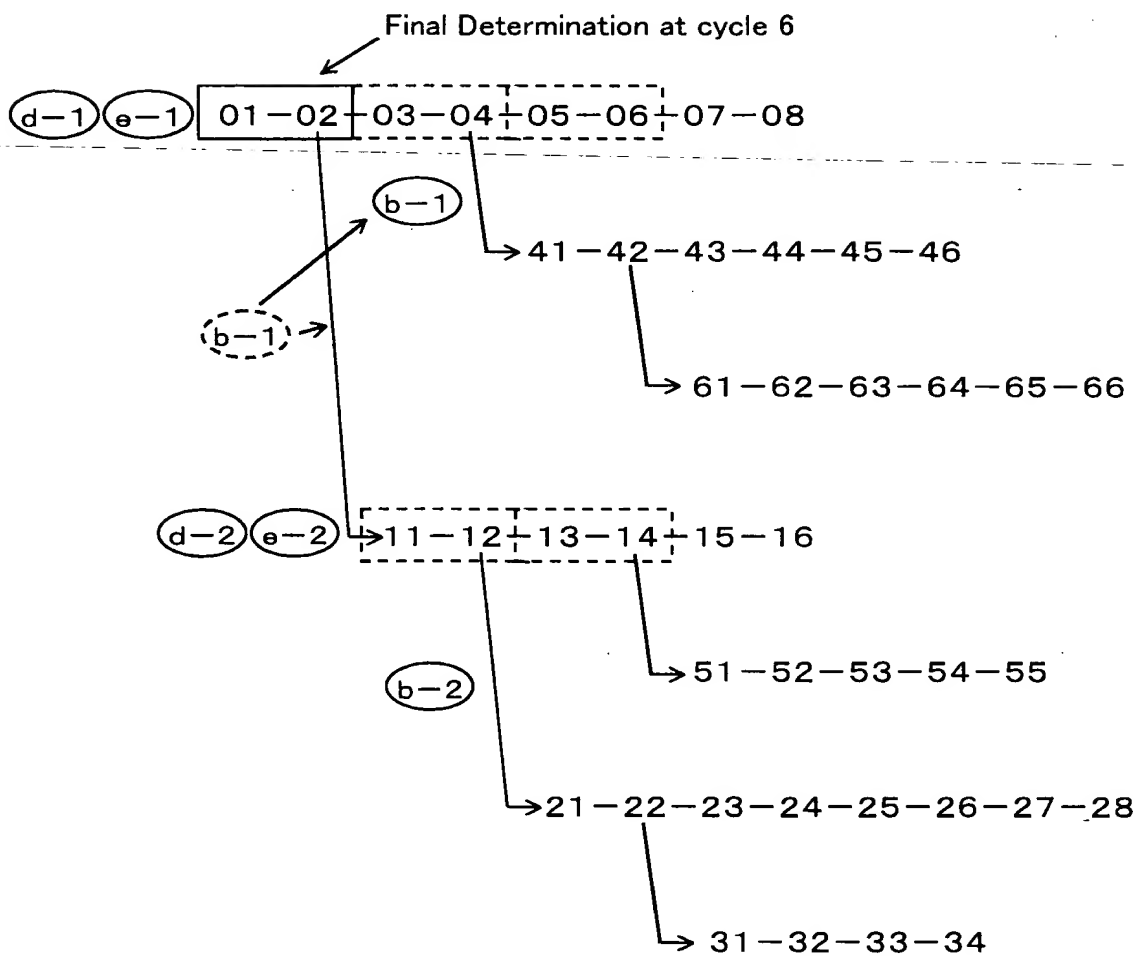 Final Determination at cycle 6
d-1 e-1 01-02-03-04-05-06-07-08
b-1
41-42-43-44-45-46
b-1
61-62-63-64-65-66
d-2 e-2 11-12-13-14-15-16
51-52-53-54-55
b-2
21-22-23-24-25-26-27-28
31-32-33-34